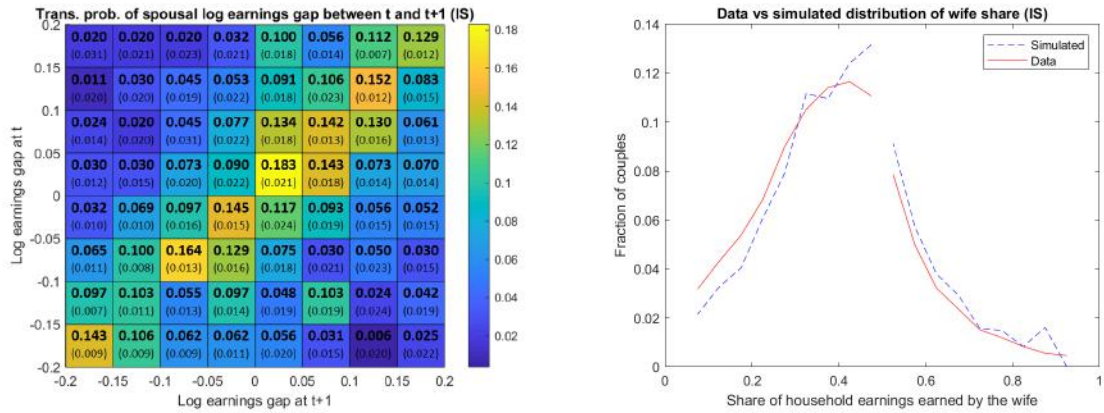 Trans. prob. of spousal log earnings gap between t and t+1 (IS)
0.2
0.020 0.020 0.020 0.032 0.100 0.056 0.112 0.129
(0.031) (0.021) (0.023) (0.021) (0.018) (0.014) (0.007) (0.012)
0.15
0.011 0.030 0.045 0.053 0.091 0.106 0.152 0.083
(0.020) (0.020) (0.019) (0.022) (0.018) (0.023) (0.012) (0.015)
0.1
0.024 0.020 0.045 0.077 0.134 0.142 0.130 0.061
(0.014) (0.020) (0.031) (0.022) (0.018) (0.013) (0.016) (0.013)
0.05
0.030 0.030 0.073 0.090 0.183 0.143 0.073 0.070
(0.012) (0.015) (0.020) (0.022) (0.021) (0.018) (0.014) (0.014)
0
0.032 0.069 0.097 0.145 0.117 0.093 0.056 0.052
(0.010) (0.010) (0.016) (0.015) (0.024) (0.019) (0.015) (0.015)
-0.05
0.065 0.100 0.164 0.129 0.075 0.030 0.050 0.030
(0.011) (0.008) (0.013) (0.016) (0.018) (0.021) (0.023) (0.015)
-0.1
0.097 0.103 0.055 0.097 0.048 0.103 0.024 0.042
(0.007) (0.011) (0.013) (0.014) (0.019) (0.019) (0.024) (0.019)
-0.15
0.143 0.106 0.062 0.062 0.056 0.031 0.006 0.025
(0.009) (0.009) (0.009) (0.011) (0.020) (0.015) (0.020) (0.022)
-0.2
-0.2 -0.15 -0.1 -0.05 0 0.05 0.1 0.15 0.2
Log earnings gap at t+1
Log earnings gap at t
0.18
0.16
0.14
0.12
0.1
0.08
0.06
0.04
0.02
Data vs simulated distribution of wife share (IS)
Simulated
Data
0.14
0.12
0.10
0.08
0.06
0.04
0.02
0
0 0.2 0.4 0.6 0.8 1
Share of household earnings earned by the wife
Fraction of couples